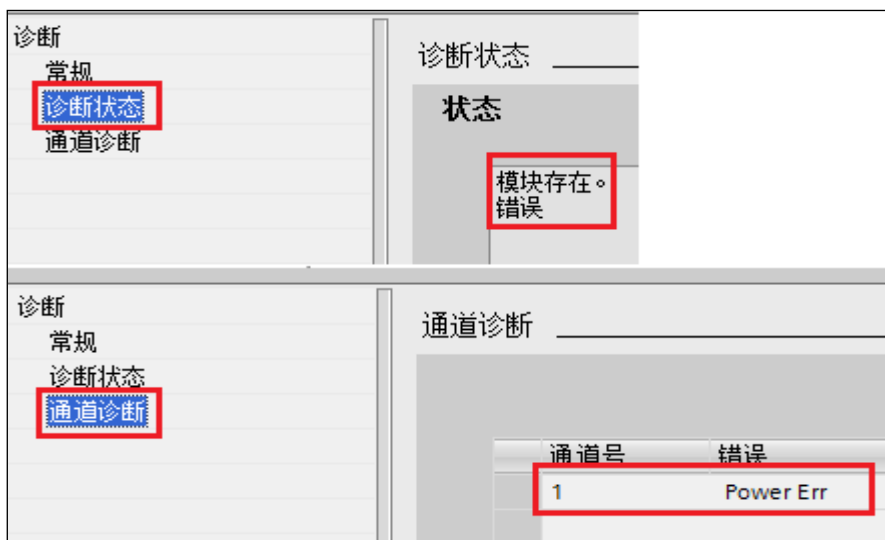 诊断
常规
诊断状态
通道诊断
诊断状态
状态
模块存在。
错误
诊断
常规
诊断状态
通道诊断
通道诊断
通道号 错误
1 Power Err